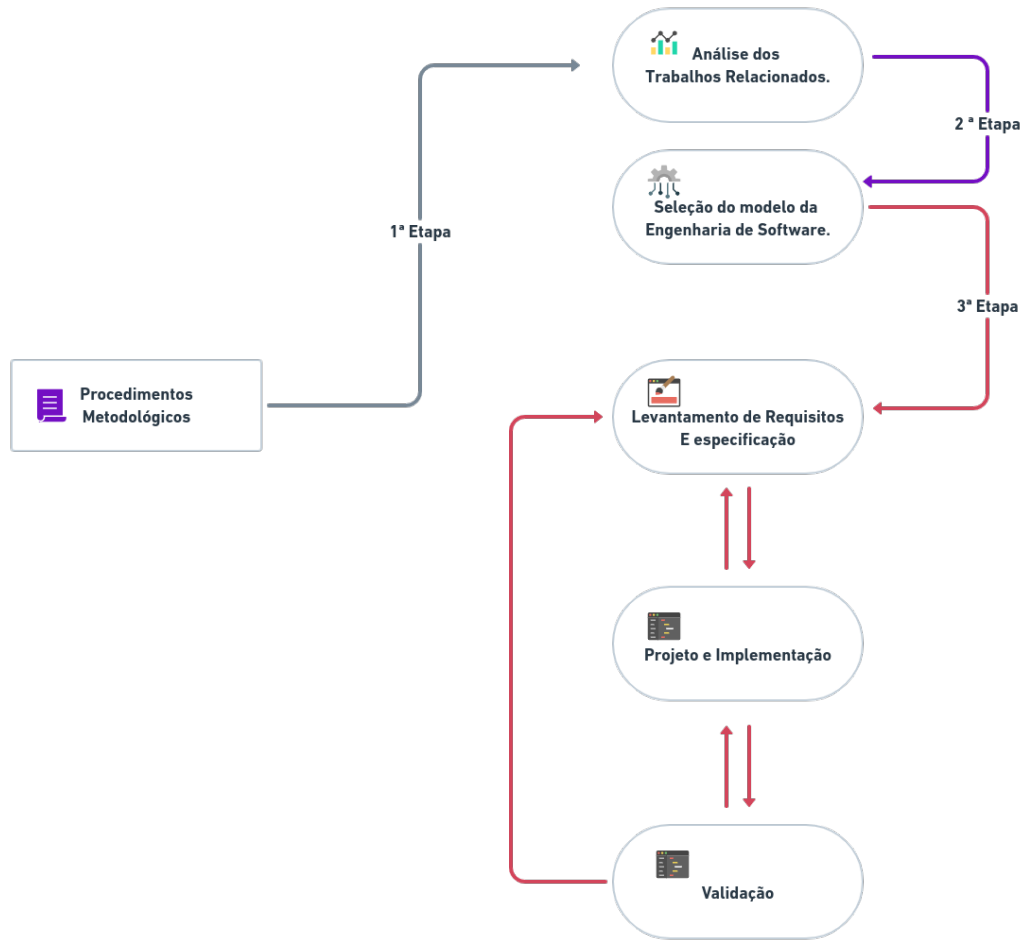 Análise dos
Trabalhos Relacionados.
2 ª Etapa
Seleção do modelo da
Engenharia de Software.
1ª Etapa
3ª Etapa
Procedimentos
Metodológicos
Levantamento de Requisitos
E especificação
Projeto e Implementação
Validação